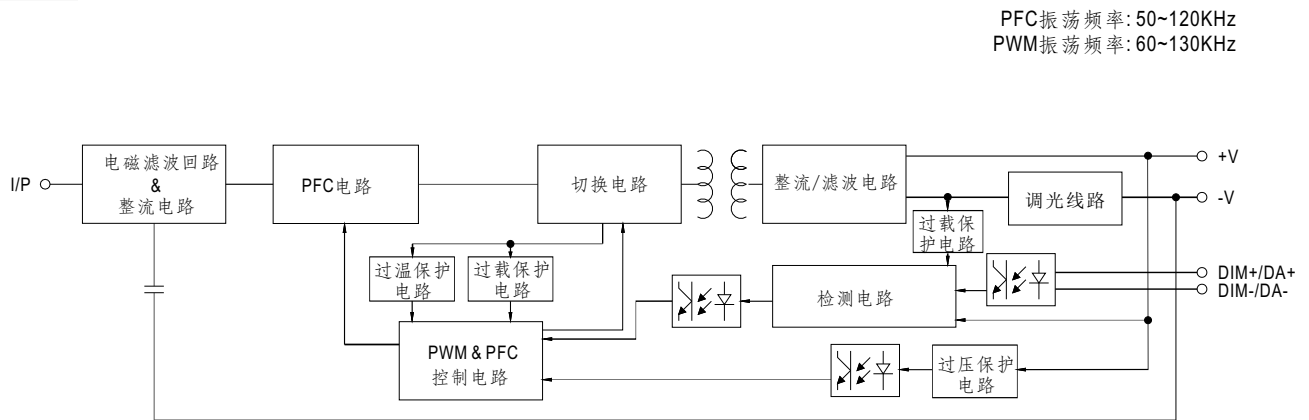 PFC振荡频率: 50~120KHz
PWM振荡频率: 60~130KHz
I/P
电磁滤波回路
&
整流电路
PFC电路
切换电路
整流/滤波电路
+V
调光线路
-V
过载保
护电路
过温保护
电路
过载保护
电路
检测电路
DIM+/DA+
DIM-/DA-
PWM & PFC
控制电路
过压保护
电路